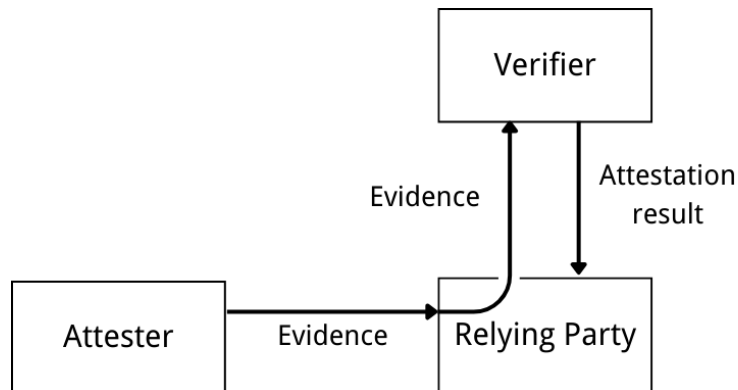 Verifier
Evidence
Attestation
result
Attester
Evidence
Relying Party